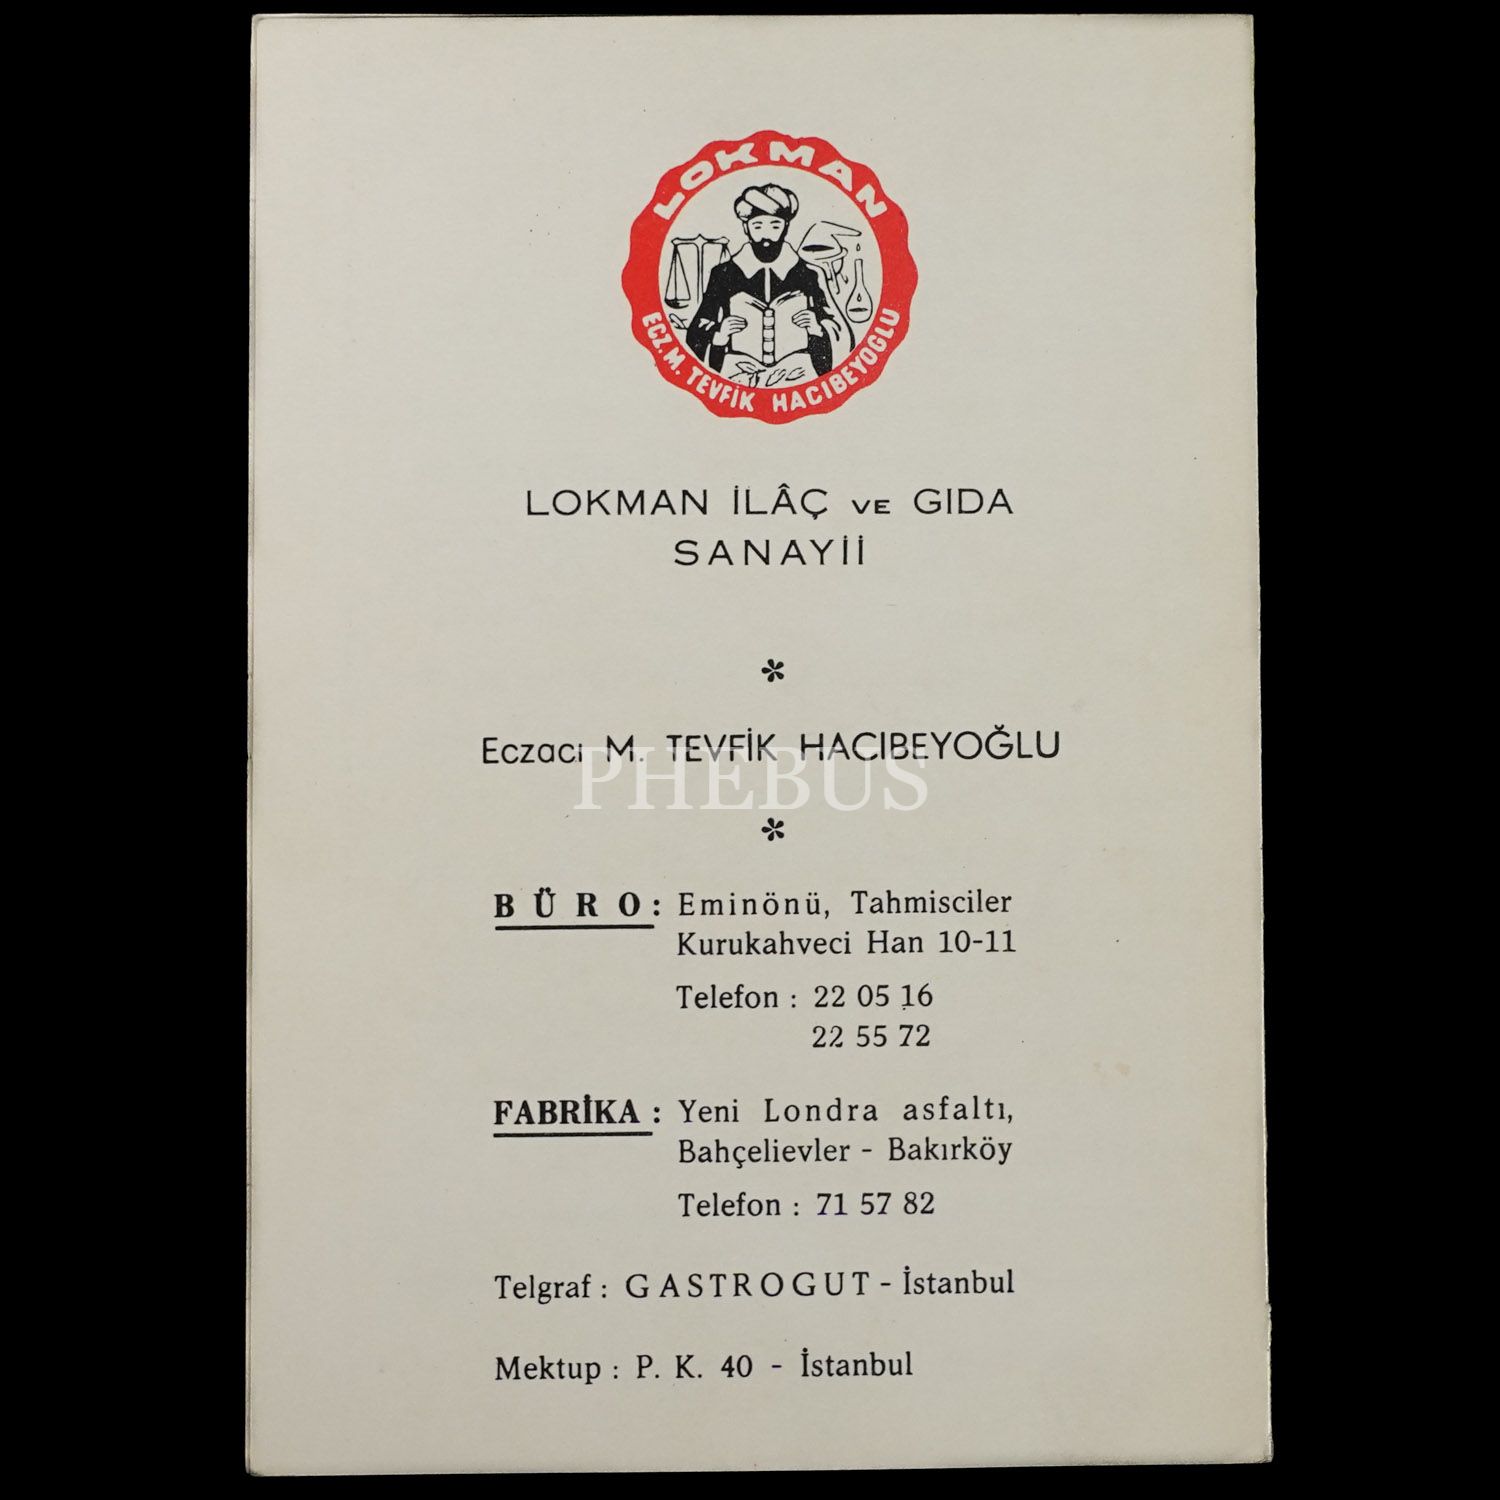 LOKMAN
ECZ. M. TEVFİK HACIBEYOGLU
LOKMAN İLÂÇ VE GIDA
SANAYİİ
*
Eczacı M. TEVFİK HACIBEYOĞLU
PHEBUS
*
BÜRO: Eminönü, Tahmisciler
Kurukahveci Han 10-11
Telefon : 22 05 16
22 55 72
FABRİKA : Yeni Londra asfaltı,
Bahçelievler - Bakırköy
Telefon : 71 57 82
Telgraf : GASTROGUT - İstanbul
Mektup : P. K. 40 - İstanbul